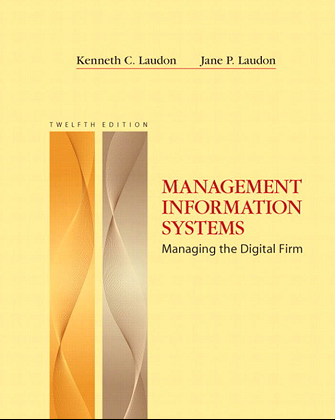 Kenneth C. Laudon Jane P. Laudon
TWELFTH EDITION
MANAGEMENT
INFORMATION
SYSTEMS
Managing the Digital Firm